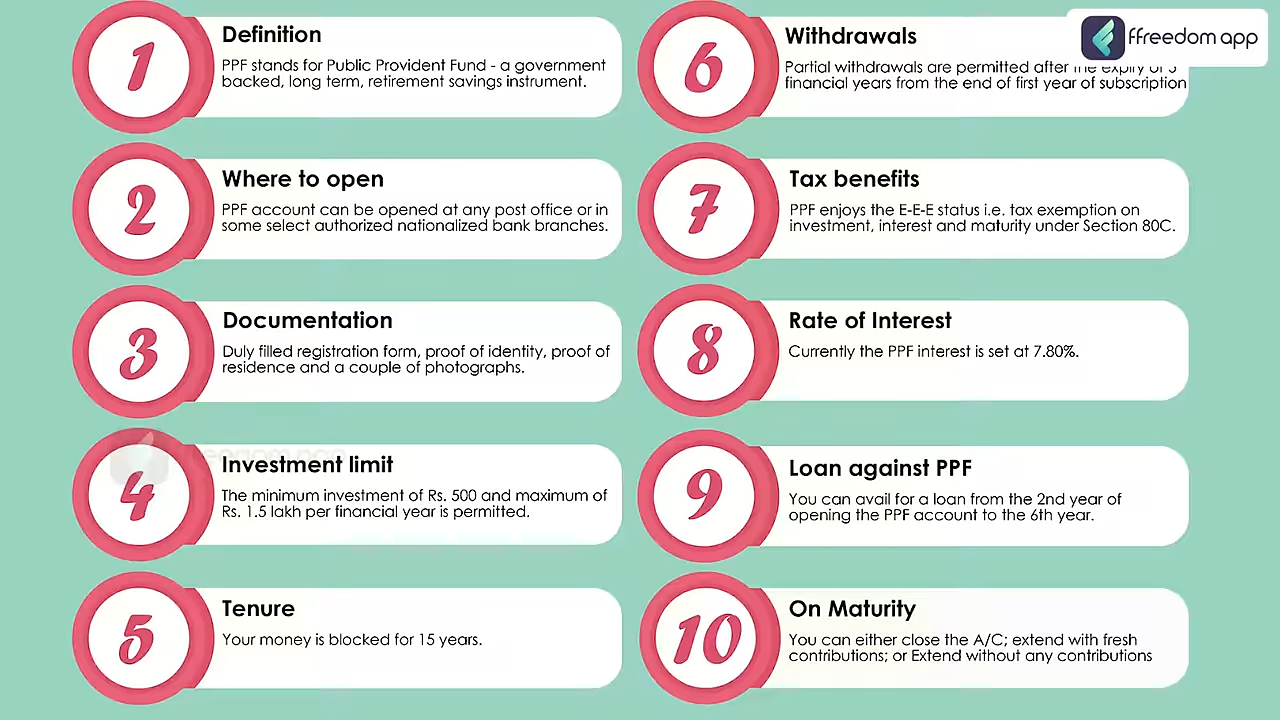 1
Definition
PPF stands for Public Provident Fund - a government
backed, long term, retirement savings instrument.
2
Where to open
PPF account can be opened at any post office or in
some select authorized nationalized bank branches.
3
Documentation
Duly filled registration form, proof of identity, proof of
residence and a couple of photographs.
4
Investment limit
The minimum investment of Rs. 500 and maximum of
Rs. 1.5 lakh per financial year is permitted.
5
Tenure
Your money is blocked for 15 years.
ffreedom app
6
Withdrawals
Partial withdrawals are permitted after the expiry of 5
financial years from the end of first year of subscription
7
Tax benefits
PPF enjoys the E-E-E status i.e. tax exemption on
investment, interest and maturity under Section 80C.
8
Rate of Interest
Currently the PPF interest is set at 7.80%.
9
Loan against PPF
You can avail for a loan from the 2nd year of
opening the PPF account to the 6th year.
10
On Maturity
You can either close the A/C; extend with fresh
contributions; or Extend without any contributions